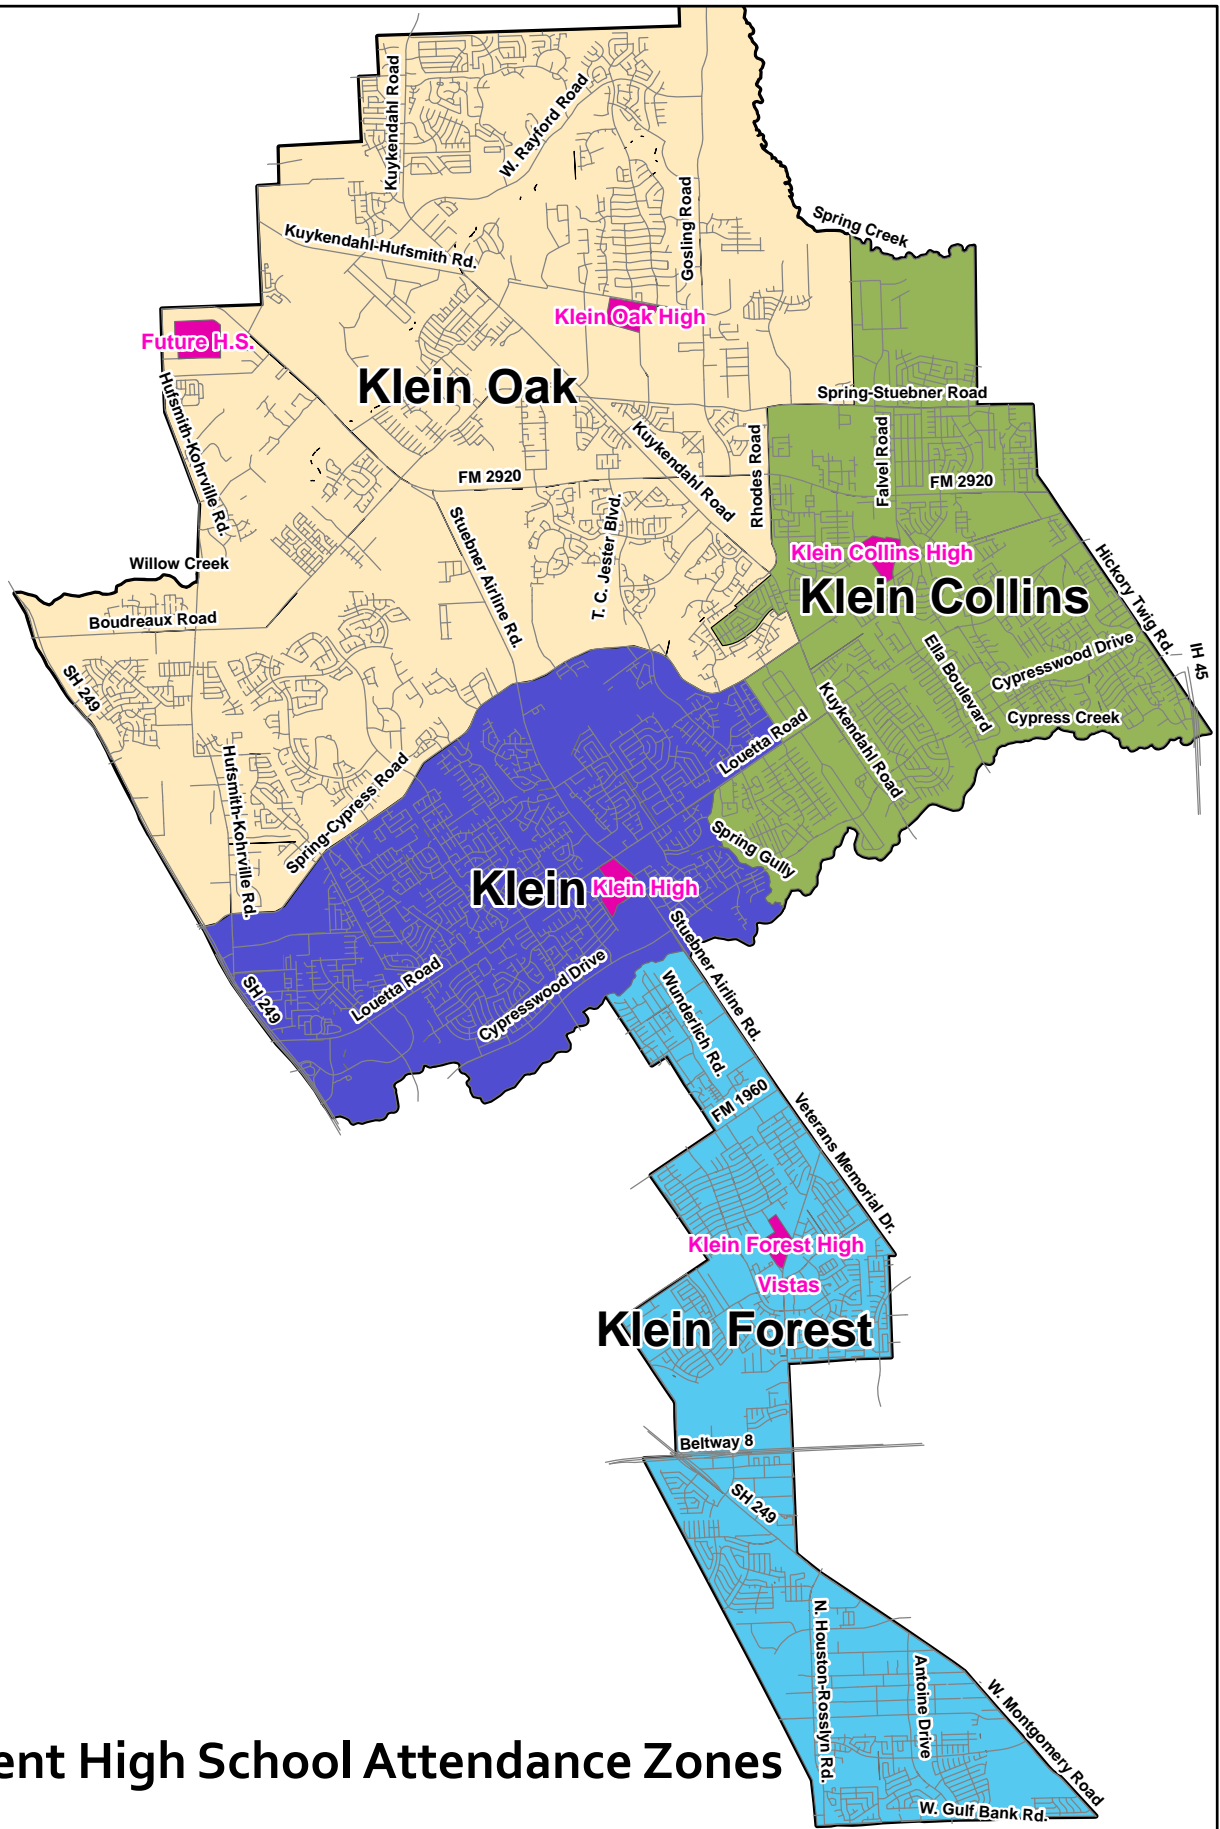 Kuykendahl Road
W. Rayford Road
Gosling Road
Spring Creek
Kuykendahl-Hufsmith Rd.
Klein Oak High
Future H.S.
Klein Oak
Spring-Stuebner Road
Hufsmith-Kohrville Rd.
Kuykendahl Road
Rhodes Road
Falvel Road
FM 2920
FM 2920
Stuebner Airline Rd.
T. C. Jester Blvd.
Klein Collins High
Klein Collins
Hickory Twig Rd.
Willow Creek
Boudreaux Road
SH 249
Ella Boulevard
Cypresswood Drive
IH 45
Cypress Creek
Kuykendahl Road
Louetta Road
Hufsmith-Kohrville Rd.
Spring-Cypress Road
Spring Gully
Klein
Klein High
Stuebner Airline Rd.
Louetta Road
Cypresswood Drive
SH 249
Wunderlich Rd.
FM 1960
Veterans Memorial Dr.
Klein Forest High
Vistas
Klein Forest
Beltway 8
SH 249
N. Houston-Rosslyn Rd.
Antoine Drive
W. Montgomery Road
W. Gulf Bank Rd.
ent High School Attendance Zones